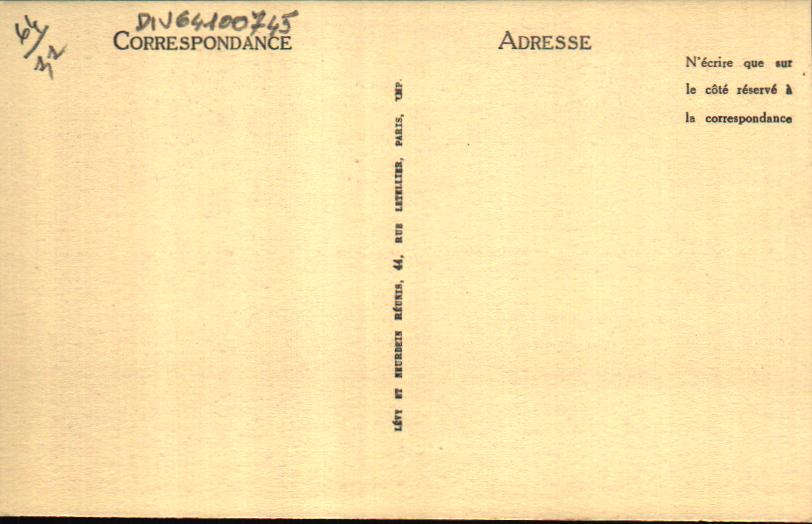 64/
32
DIV64100745
CORRESPONDANCE
ADRESSE
N'écrire que sur
le côté réservé à
la correspondance
LÉVY ET NEURDEIN RÉUNIS, 44, RUE LETELLIER, PARIS, IMP.